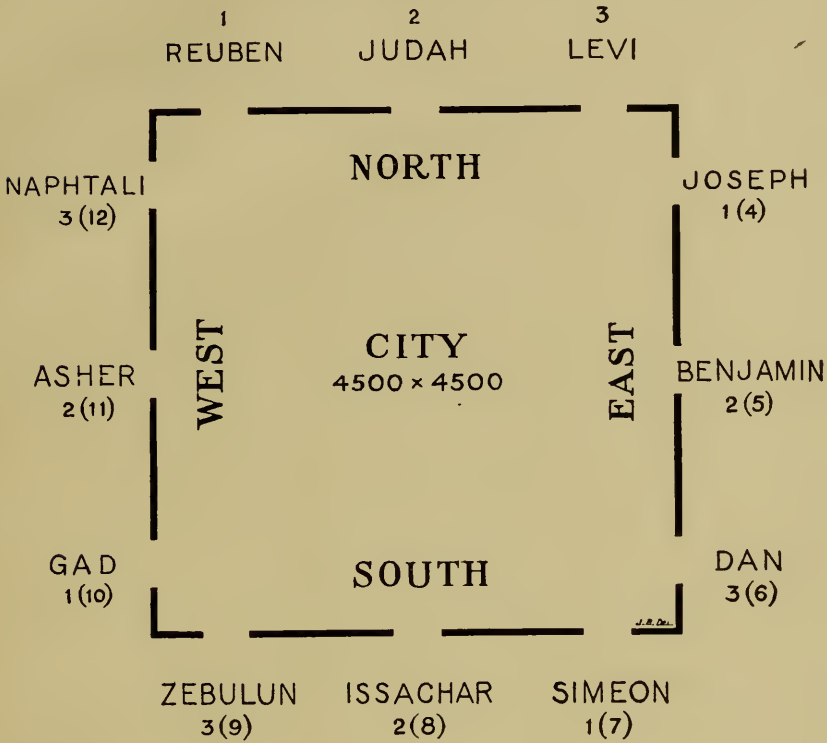 1 2 3
REUBEN JUDAH LEVI
NORTH
NAPHTALI
3 (12)
JOSEPH
1 (4)
WEST
CITY
4500 × 4500
EAST
ASHER
2 (11)
BENJAMIN
2 (5)
GAD
1 (10)
SOUTH
DAN
3 (6)
ZEBULUN ISSACHAR SIMEON
3 (9) 2 (8) 1 (7)